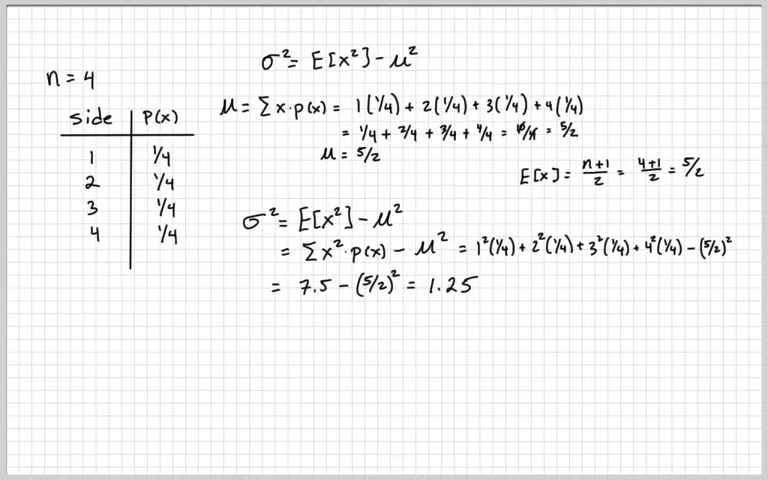 σ² = E[x²] - μ²
n = 4
side P(x)
1 1/4
2 1/4
3 1/4
4 1/4
μ = Σ x·p(x) = 1(1/4) + 2(1/4) + 3(1/4) + 4(1/4)
= 1/4 + 2/4 + 3/4 + 4/4 = 10/4 = 5/2
μ = 5/2
E[x] = n+1/2 = 4+1/2 = 5/2
σ² = E[x²] - μ²
= Σx²·p(x) - μ² = 1²(1/4) + 2²(1/4) + 3²(1/4) + 4²(1/4) - (5/2)²
= 7.5 - (5/2)² = 1.25